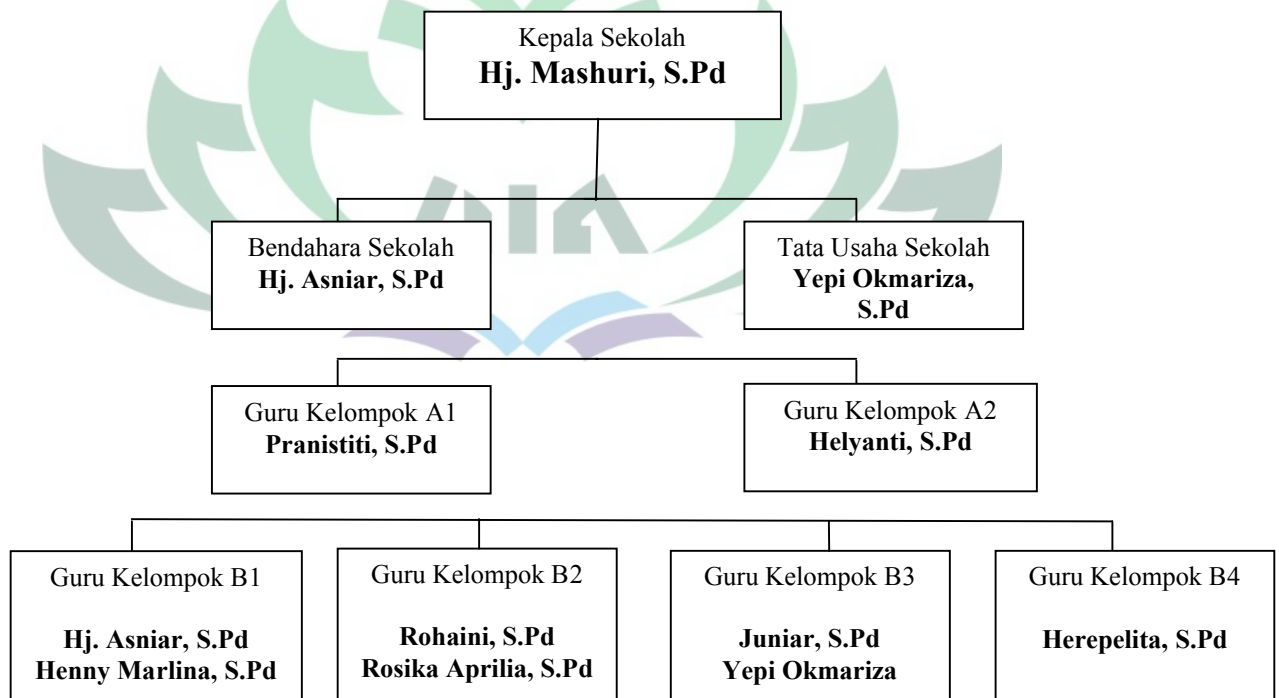 Kepala Sekolah
Hj. Mashuri, S.Pd
Bendahara Sekolah
Hj. Asniar, S.Pd
Tata Usaha Sekolah
Yepi Okmariza,
S.Pd
Guru Kelompok A1
Pranistiti, S.Pd
Guru Kelompok A2
Helyanti, S.Pd
Guru Kelompok B1
Hj. Asniar, S.Pd
Henny Marlina, S.Pd
Guru Kelompok B2
Rohaini, S.Pd
Rosika Aprilia, S.Pd
Guru Kelompok B3
Juniar, S.Pd
Yepi Okmariza
Guru Kelompok B4
Herepelita, S.Pd